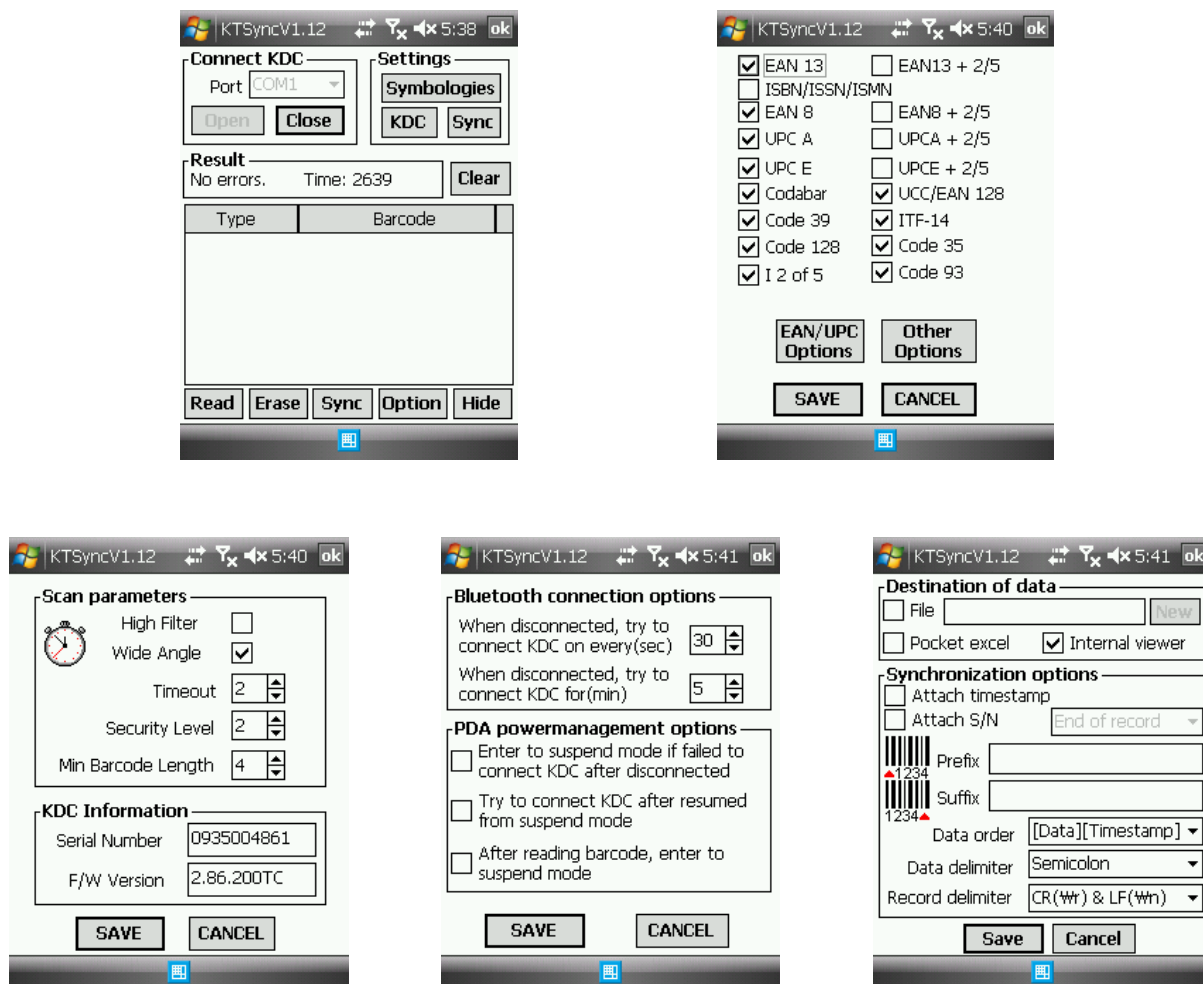 KTSyncV1.12 5:38 ok
Connect KDC Settings
Port COM1 Symbologies
Open Close KDC Sync
Result
No errors. Time: 2639 Clear
Type Barcode
Read Erase Sync Option Hide
KTSyncV1.12 5:40 ok
EAN 13 EAN13 + 2/5
ISBN/ISSN/ISMN
EAN 8 EAN8 + 2/5
UPC A UPCA + 2/5
UPC E UPCE + 2/5
Codabar UCC/EAN 128
Code 39 ITF-14
Code 128 Code 35
I 2 of 5 Code 93
EAN/UPC Other
Options Options
SAVE CANCEL
KTSyncV1.12 5:40 ok
Scan parameters
High Filter
Wide Angle
Timeout 2
Security Level 2
Min Barcode Length 4
KDC Information
Serial Number 0935004861
F/W Version 2.86.200TC
SAVE CANCEL
KTSyncV1.12 5:41 ok
Bluetooth connection options
When disconnected, try to
connect KDC on every(sec) 30
When disconnected, try to
connect KDC for(min) 5
PDA powermanagement options
Enter to suspend mode if failed to
connect KDC after disconnected
Try to connect KDC after resumed
from suspend mode
After reading barcode, enter to
suspend mode
SAVE CANCEL
KTSyncV1.12 5:41 ok
Destination of data
File New
Pocket excel Internal viewer
Synchronization options
Attach timestamp
Attach S/N End of record
1234 Prefix
1234 Suffix
Data order [Data][Timestamp]
Data delimiter Semicolon
Record delimiter CR(₩r) & LF(₩n)
Save Cancel